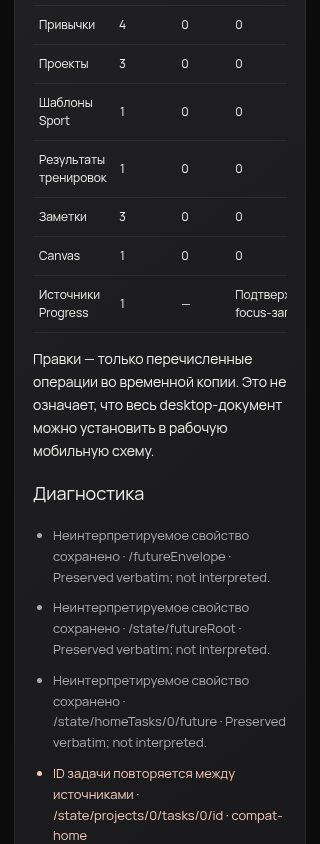 Привычки 4 0 0
Проекты 3 0 0
Шаблоны
Sport 1 0 0
Результаты
тренировок 1 0 0
Заметки 3 0 0
Canvas 1 0 0
Источники
Progress 1 —
Правки — только перечисленные
операции во временной копии. Это не
означает, что весь desktop-документ
можно установить в рабочую
мобильную схему.
Диагностика
Неинтерпретируемое свойство
сохранено · /futureEnvelope ·
Preserved verbatim; not interpreted.
Неинтерпретируемое свойство
сохранено · /state/futureRoot ·
Preserved verbatim; not interpreted.
Неинтерпретируемое свойство
сохранено ·
/state/homeTasks/0/future · Preserved
verbatim; not interpreted.
ID задачи повторяется между
источниками ·
/state/projects/0/tasks/0/id · compat-
home